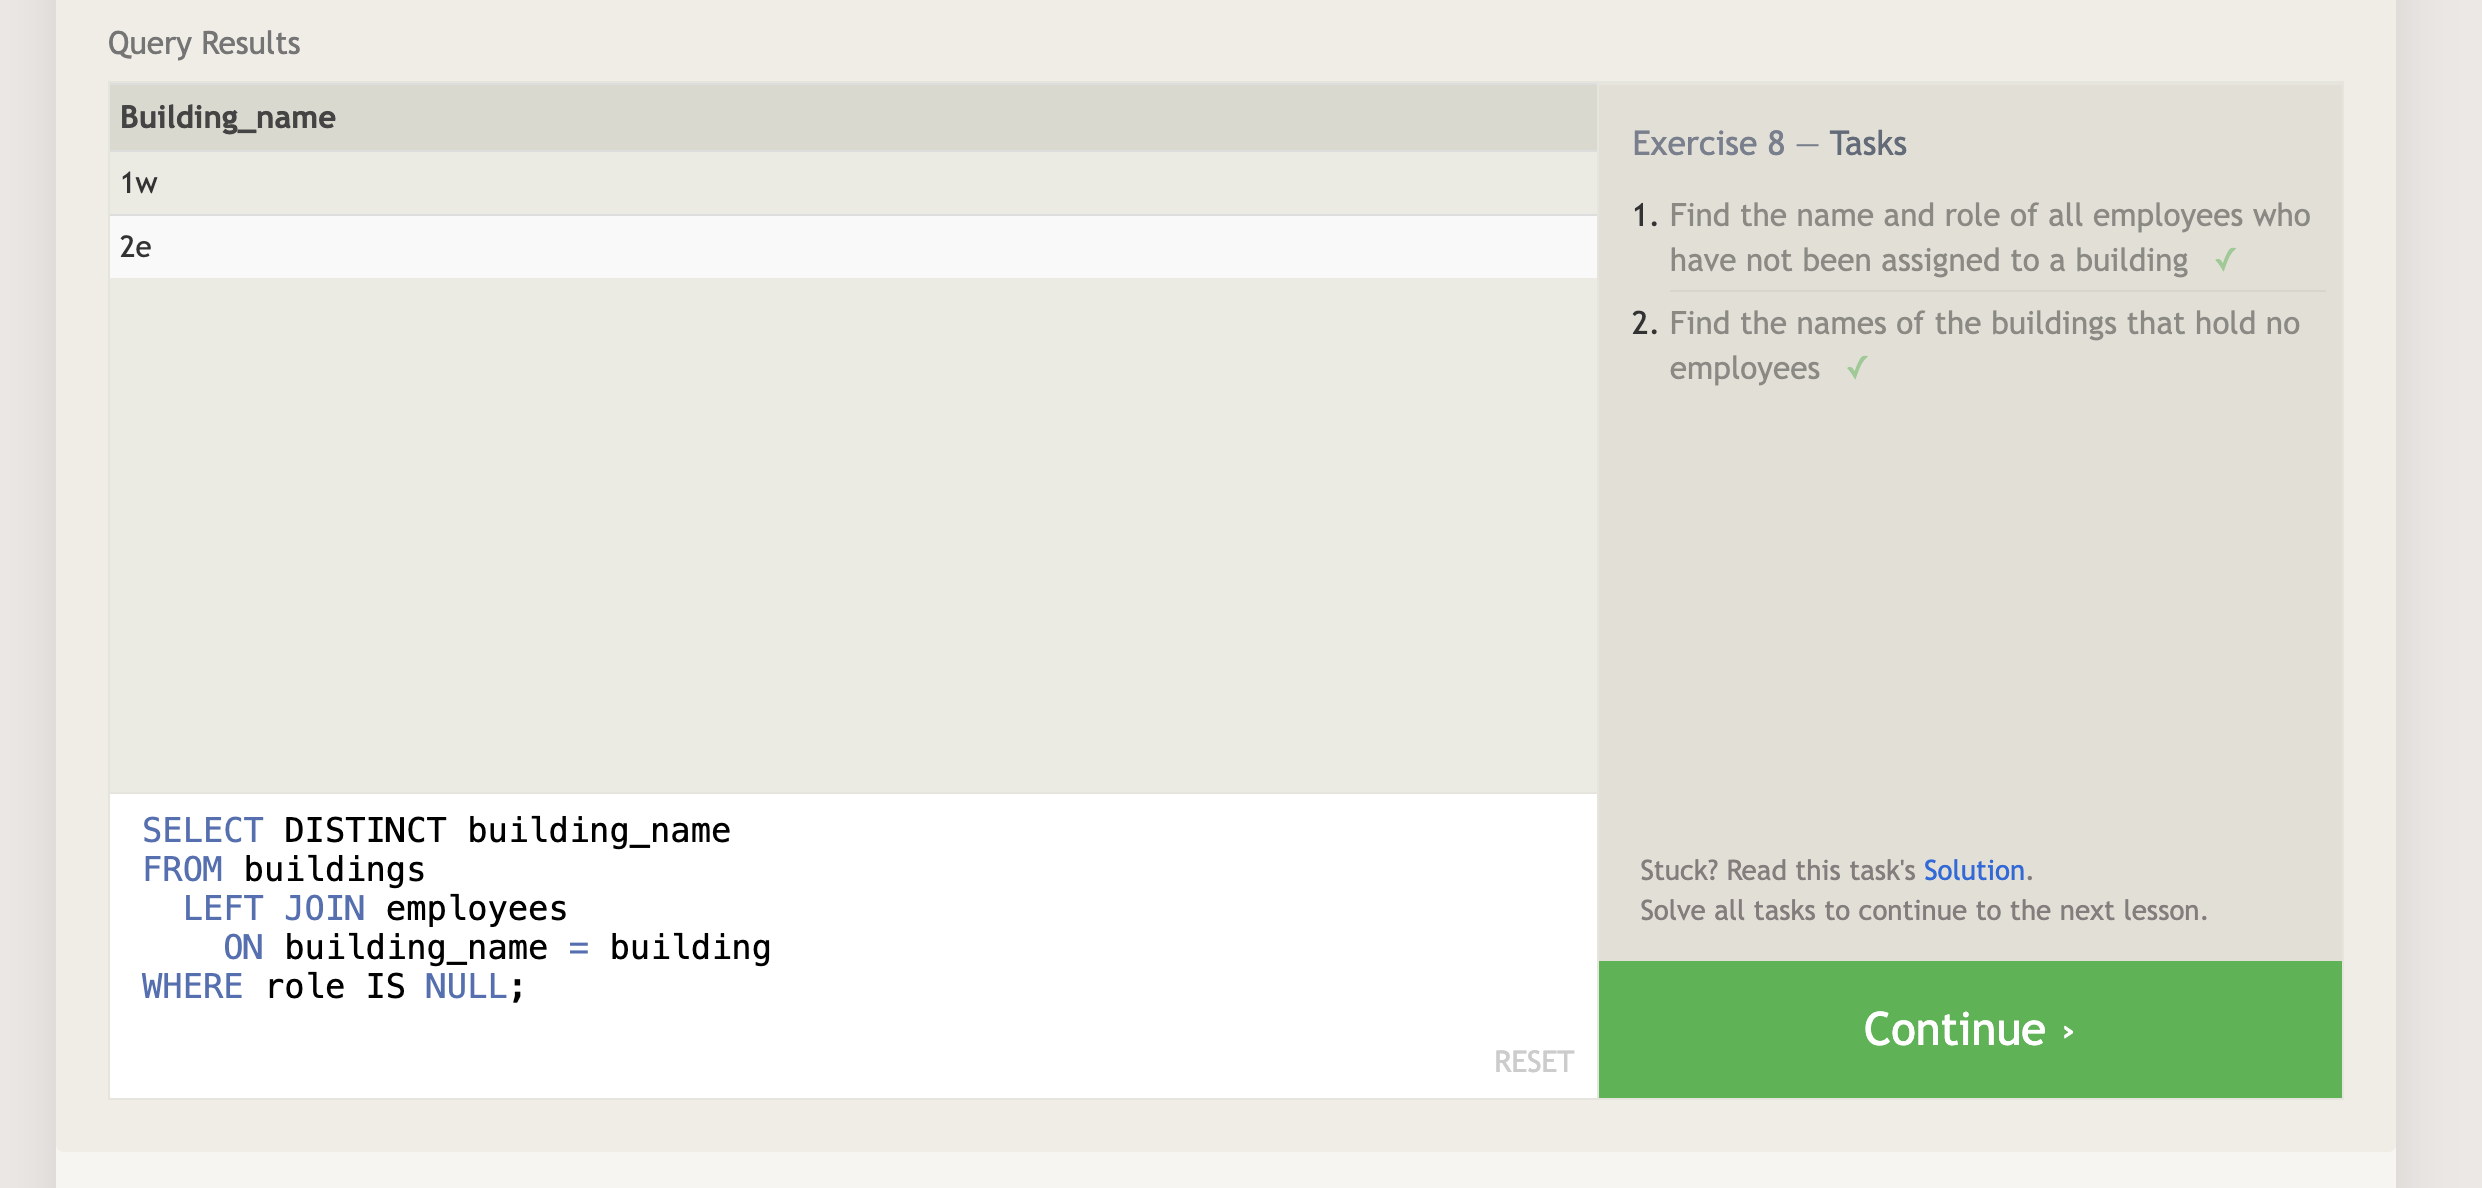 Query Results
Building_name
1w
2e
SELECT DISTINCT building_name
FROM buildings
  LEFT JOIN employees
    ON building_name = building
WHERE role IS NULL;
RESET
Exercise 8 — Tasks
1. Find the name and role of all employees who
have not been assigned to a building ✓
2. Find the names of the buildings that hold no
employees ✓
Stuck? Read this task's Solution.
Solve all tasks to continue to the next lesson.
Continue ›